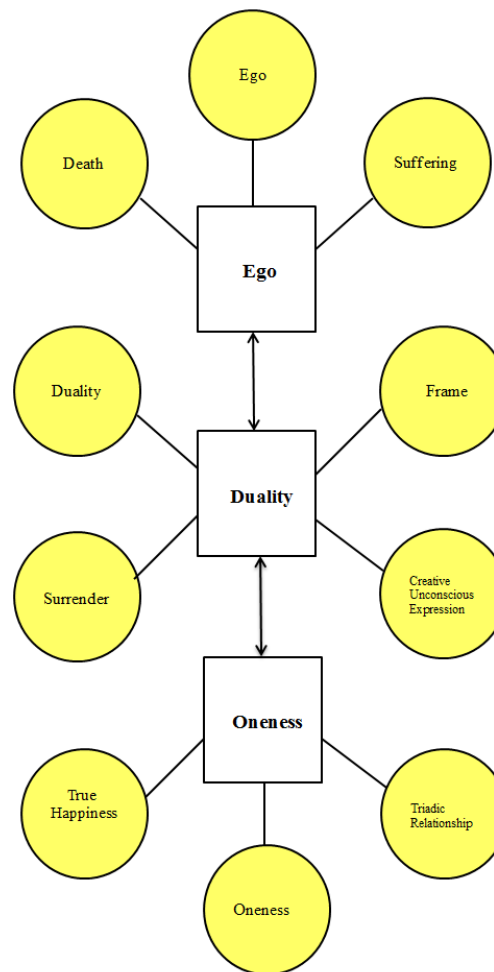 Ego
Death
Suffering
Ego
Duality
Frame
Duality
Surrender
Creative
Unconscious
Expression
Oneness
True
Happiness
Triadic
Relationship
Oneness